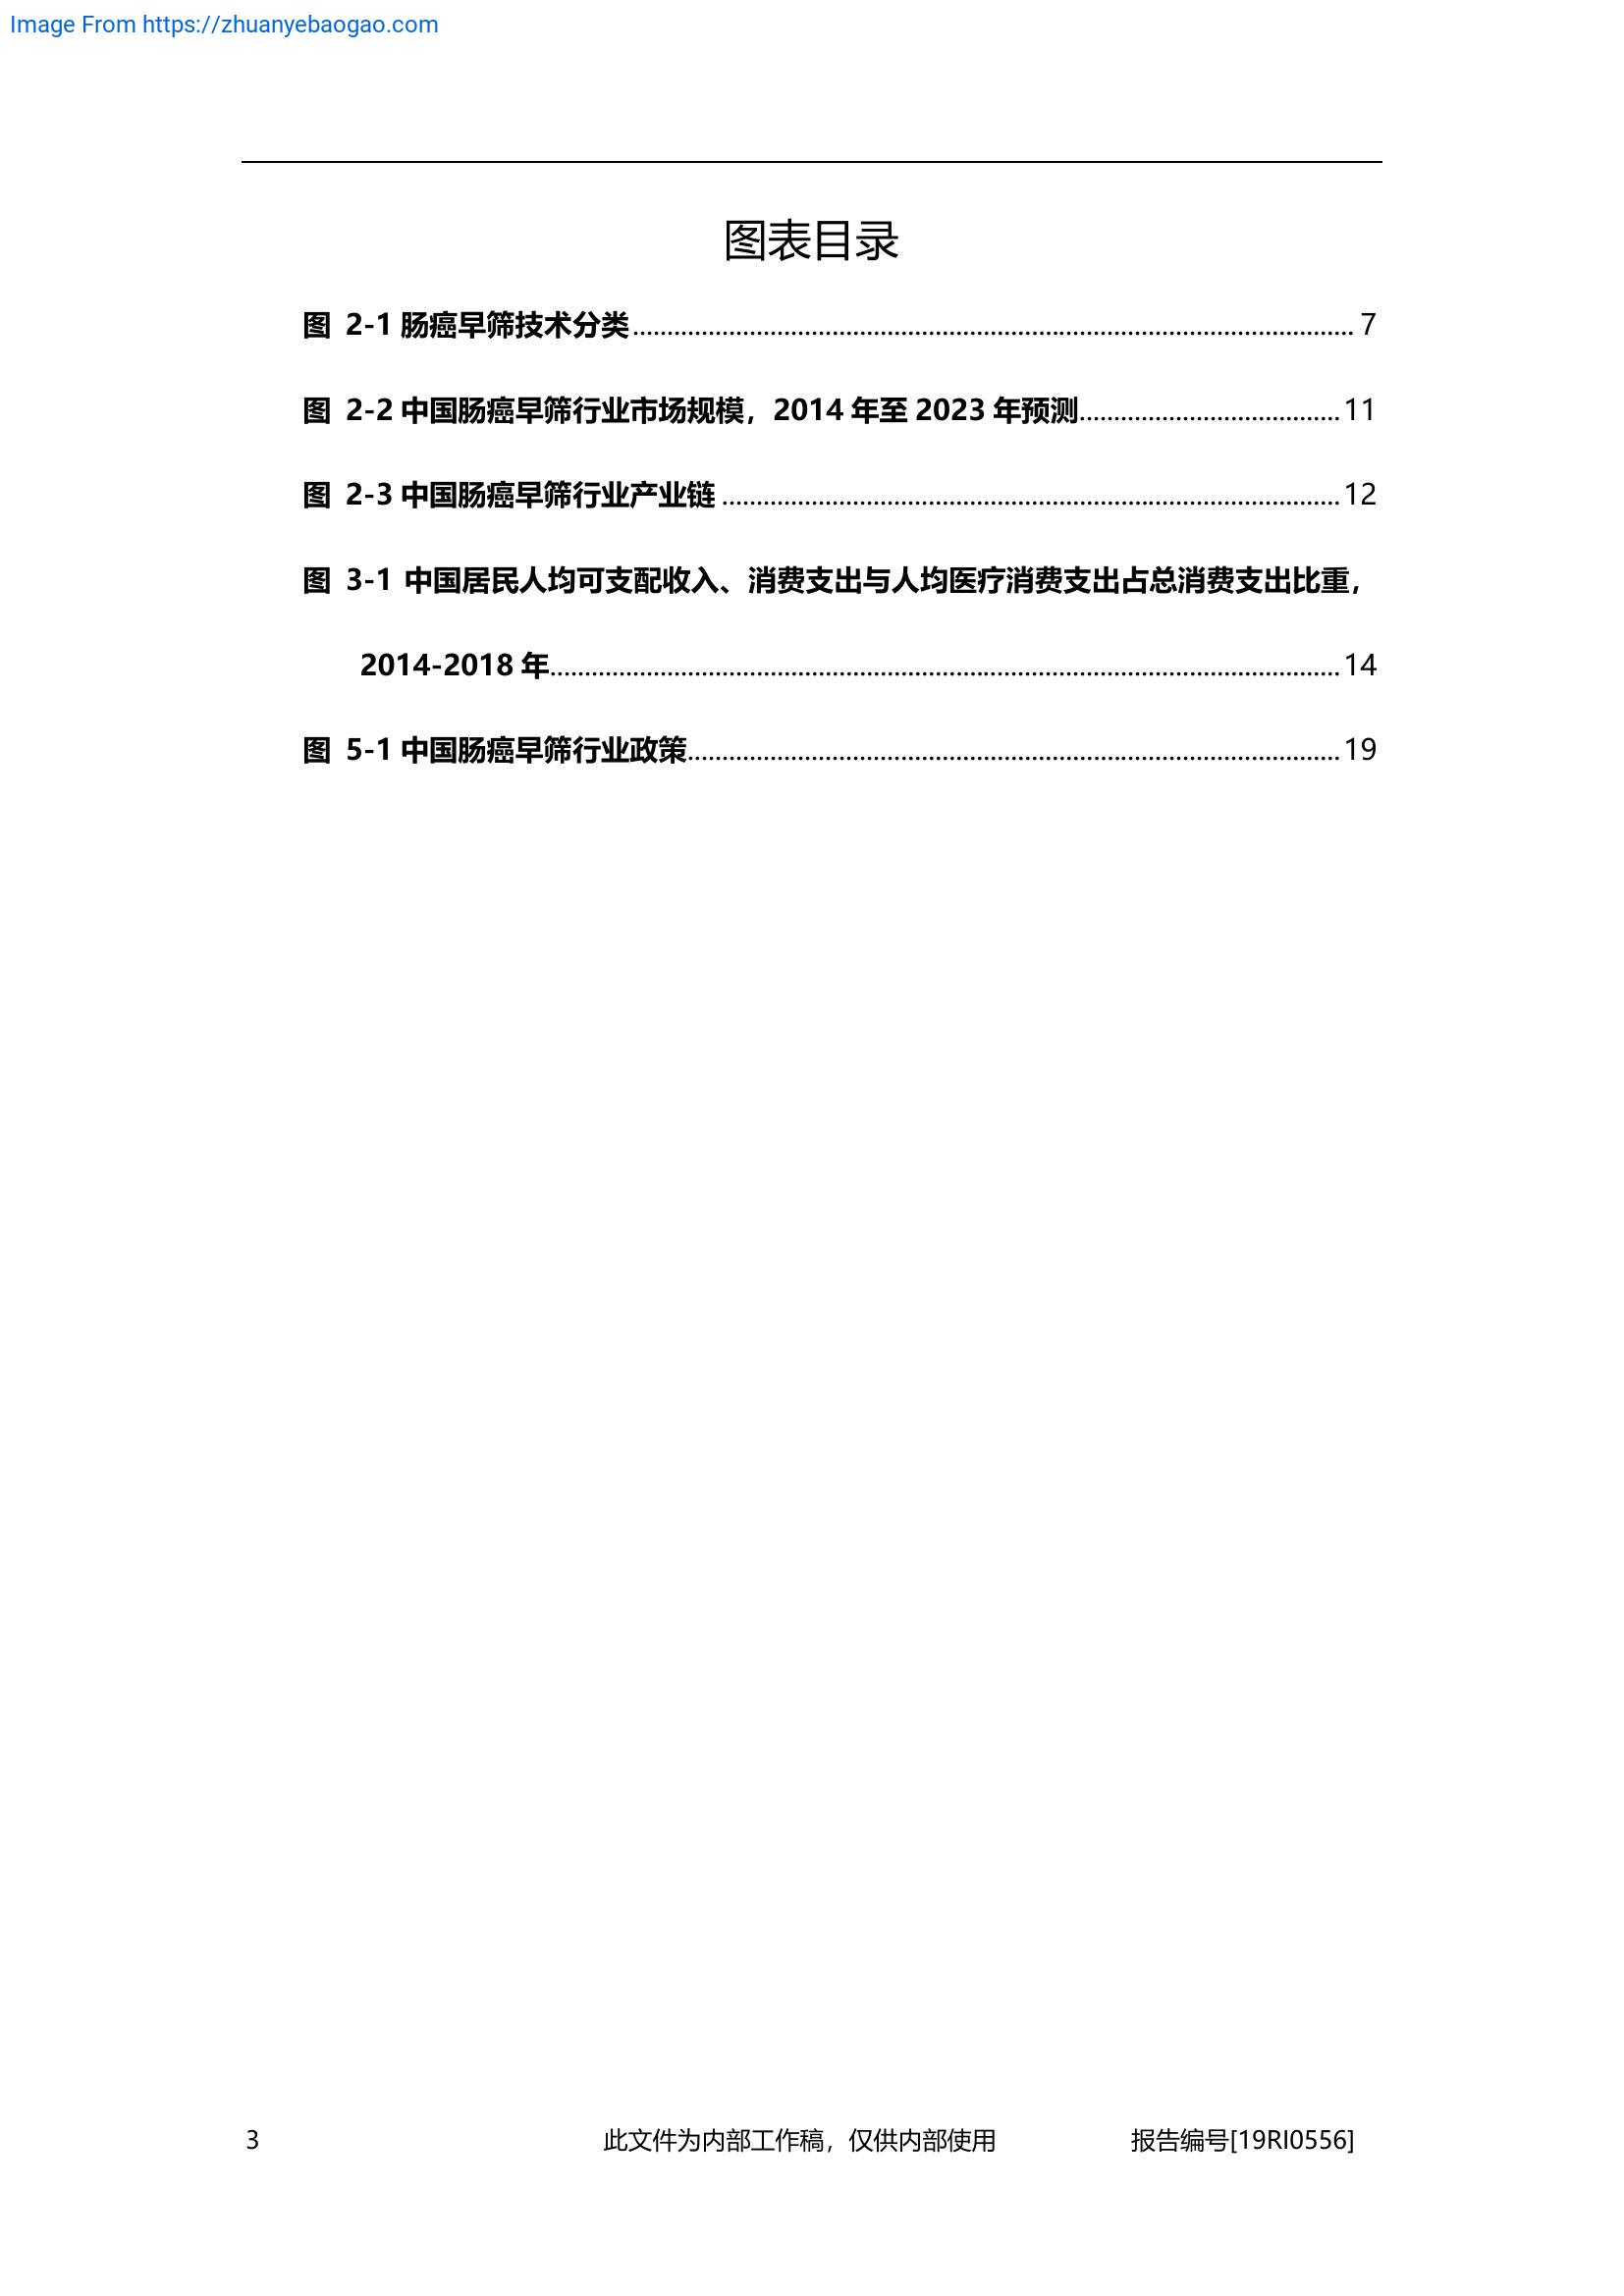 Image From https://zhuanyebaogao.com
图表目录
图 2-1 肠癌早筛技术分类........................................ 7
图 2-2 中国肠癌早筛行业市场规模，2014 年至 2023 年预测........................................ 11
图 2-3 中国肠癌早筛行业产业链 ........................................ 12
图 3-1 中国居民人均可支配收入、消费支出与人均医疗消费支出占总消费支出比重，
2014-2018 年........................................ 14
图 5-1 中国肠癌早筛行业政策........................................ 19
3 此文件为内部工作稿，仅供内部使用 报告编号[19RI0556]